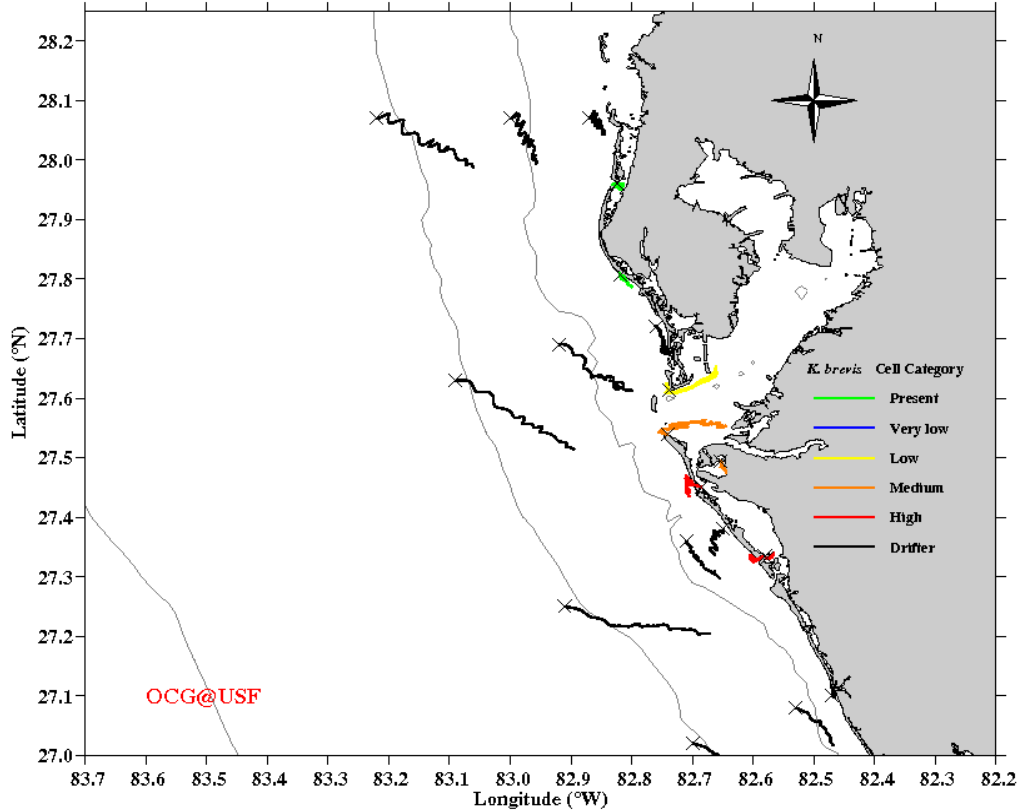 N
28.2
28.1
28.0
27.9
27.8
27.7
27.6
27.5
27.4
27.3
27.2
27.1
27.0
Latitude (°N)
K. brevis Cell Category
Present
Very low
Low
Medium
High
Drifter
OCG@USF
83.7 83.6 83.5 83.3 83.2 83.1 83.0 82.9 82.8 82.7 82.6 82.5 82.4 82.3 82.2
Longitude (°W)